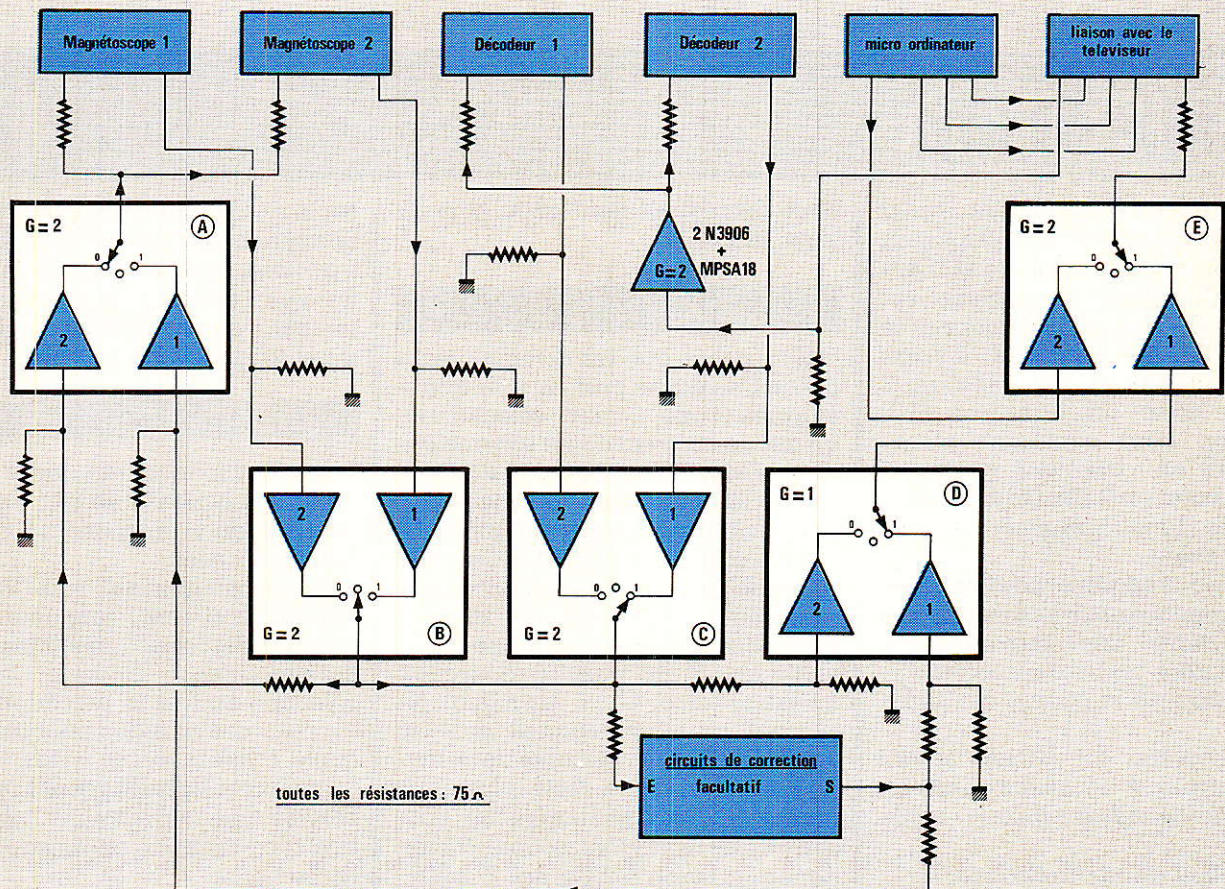 Magnétoscope 1
Magnétoscope 2
Décodeur 1
Décodeur 2
micro ordinateur
liaison avec le
televiseur
G = 2
A
0
1
2
1
2 N3906
+
MPSA18
G=2
G = 2
E
0
1
2
1
2
1
0
1
G = 2
B
2
1
0
1
G = 2
C
G = 1
D
0
1
2
1
toutes les résistances : 75Ω
circuits de correction
E
facultatif
S